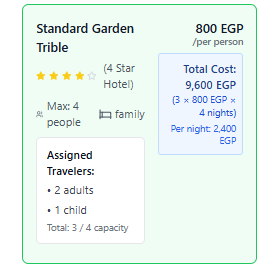 Standard Garden
Trible
800 EGP
/per person
(4 Star
Hotel)
Max: 4
people
family
Total Cost:
9,600 EGP
(3 × 800 EGP ×
4 nights)
Per night: 2,400
EGP
Assigned
Travelers:
• 2 adults
• 1 child
Total: 3 / 4 capacity